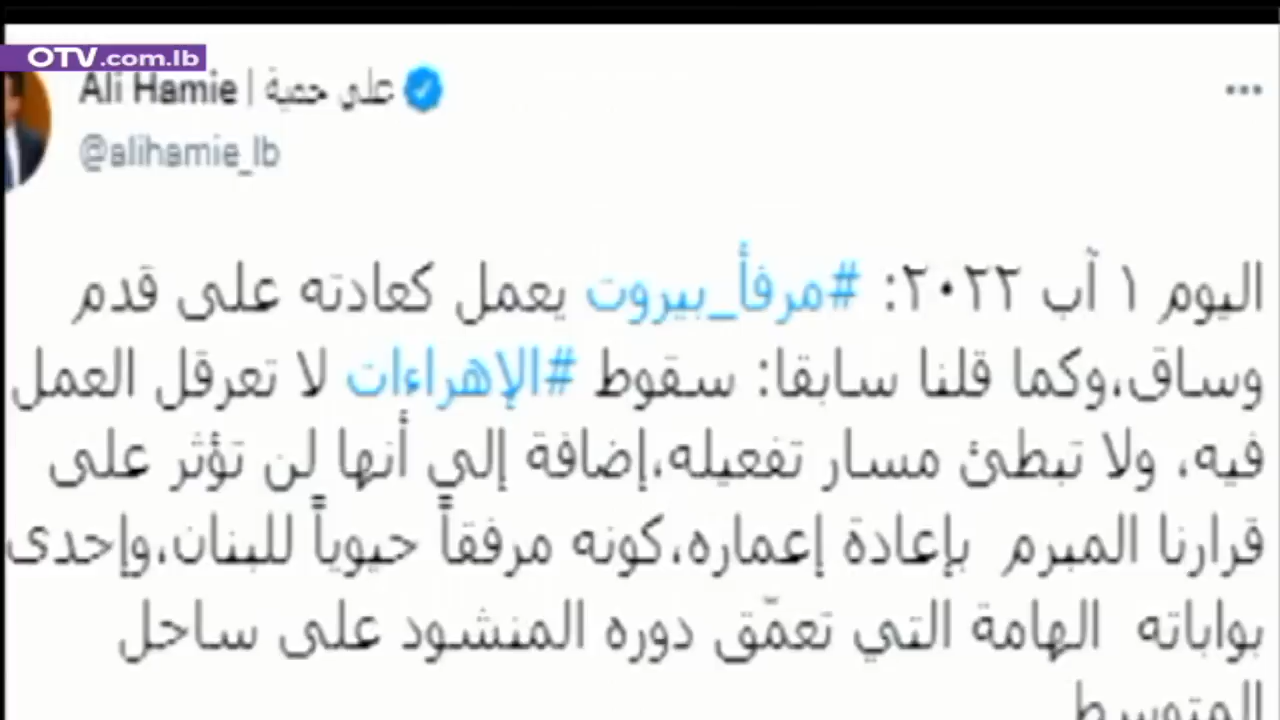 OTV.com.lb
Ali Hamie | علي حمية
@alihamie_lb
اليوم ١ آب ٢٠٢٢: #مرفأ_بيروت يعمل كعادته على قدم
وساق،وكما قلنا سابقا: سقوط #الإهراءات لا تعرقل العمل
فيه، ولا تبطئ مسار تفعيله،إضافة إلى أنها لن تؤثر على
قرارنا المبرم بإعادة إعماره،كونه مرفقاً حيوياً للبنان،وإحدى
بواباته الهامة التي تعمّق دوره المنشود على ساحل
المتوسط